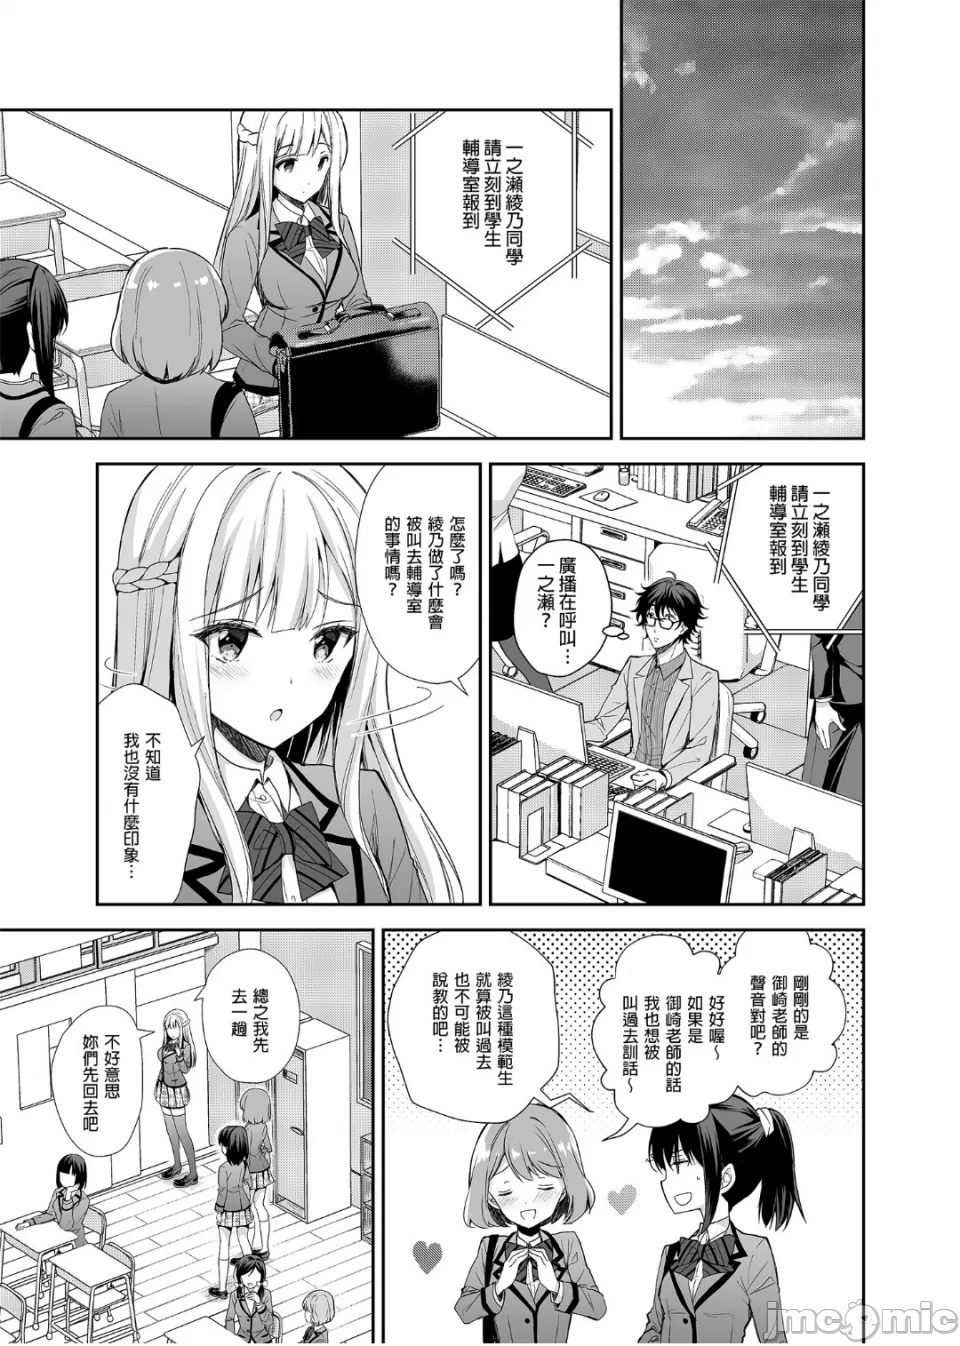 一之瀨綾乃同學
請立刻到學生
輔導室報到
一之瀨綾乃同學
請立刻到學生
輔導室報到
廣播在呼叫…
一之瀨？
怎麼了嗎？
綾乃做了什麼會
被叫去輔導室
的事情嗎？
不知道
我也沒有什麼印象…
剛剛的是
御崎老師的
聲音對吧？
好好喔～
如果是
御崎老師的話
我也想被
叫過去訓話～
綾乃這種模範生
就算被叫過去
也不可能被
說教的吧…
總之我先
去一趟
不好意思
妳們先回去吧
jmcomic